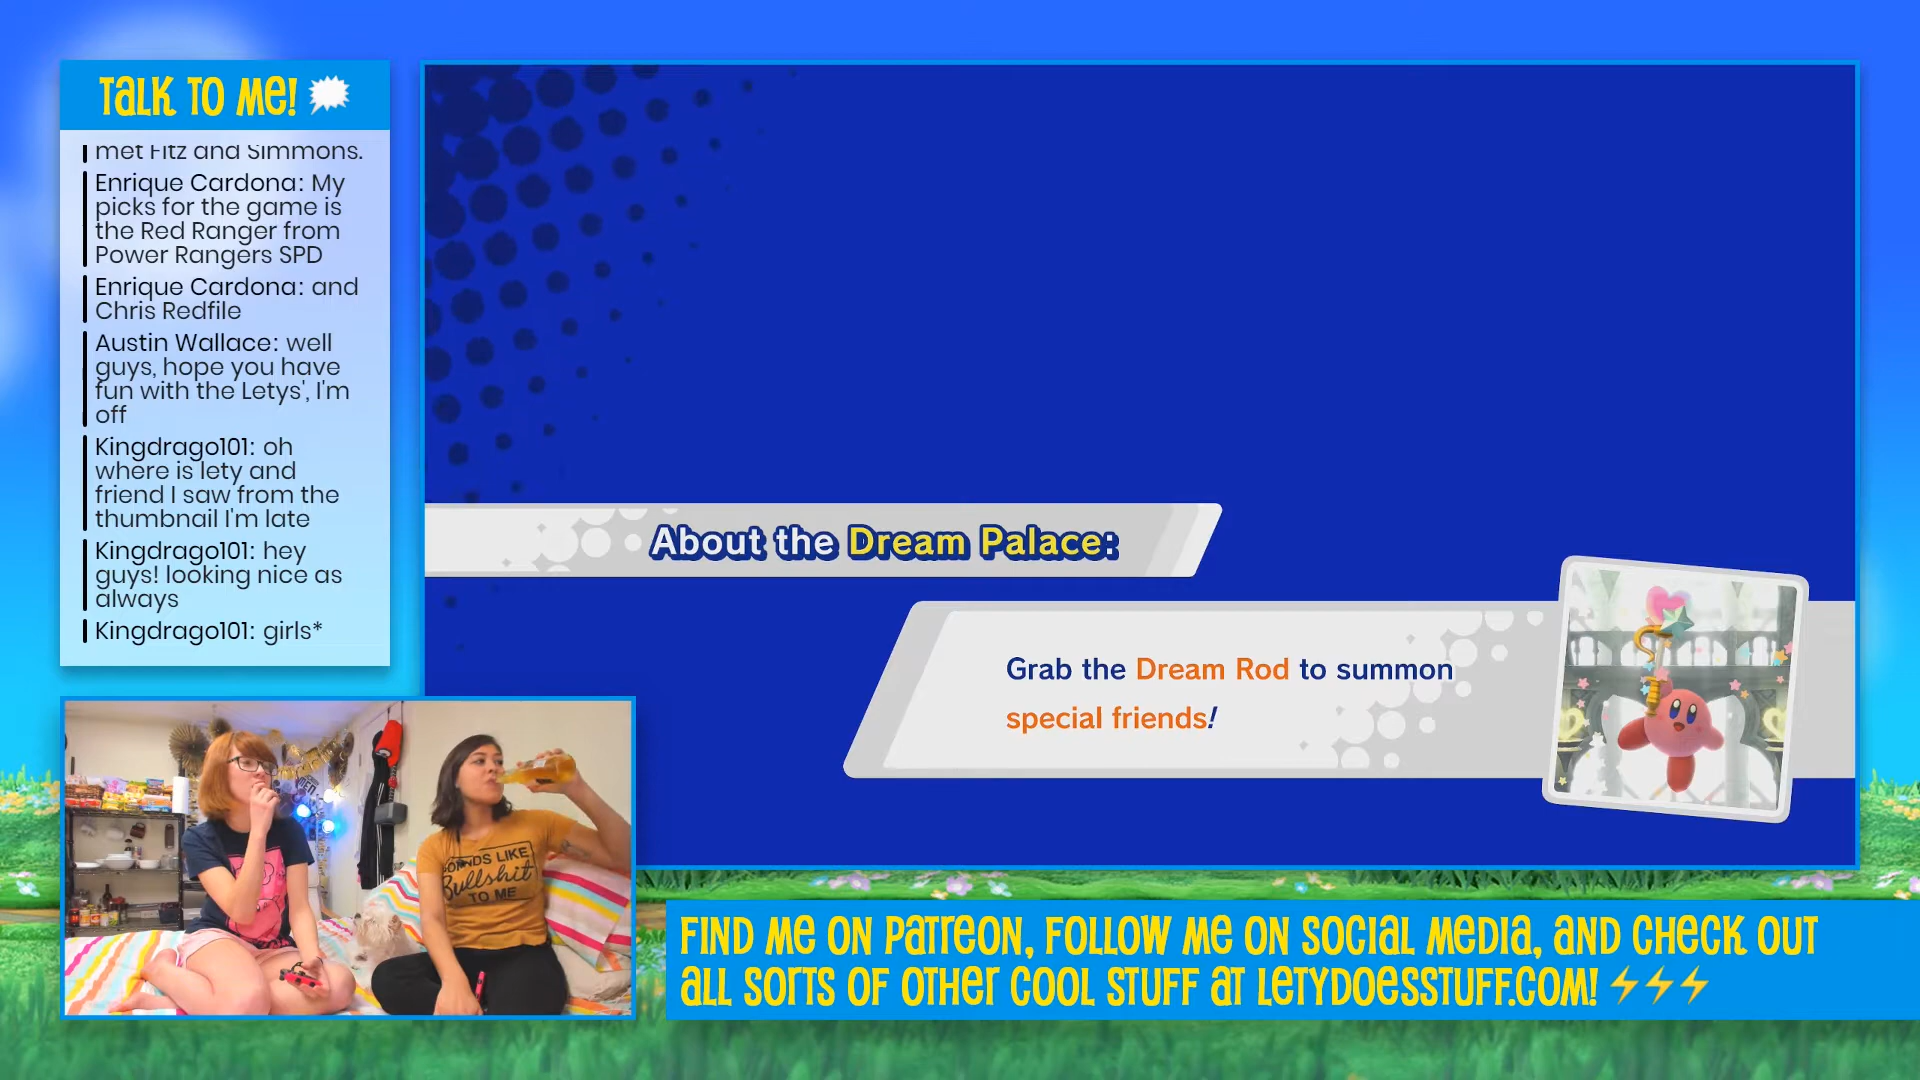 TALK TO ME!
met Fitz and Simmons.
Enrique Cardona: My
picks for the game is
the Red Ranger from
Power Rangers SPD
Enrique Cardona: and
Chris Redfile
Austin Wallace: well
guys, hope you have
fun with the Letys', I'm
off
Kingdrago101: oh
where is lety and
friend I saw from the
thumbnail I'm late
Kingdrago101: hey
guys! looking nice as
always
Kingdrago101: girls*
About the Dream Palace:
Grab the Dream Rod to summon
special friends!
SOUNDS LIKE
Bullshit
TO ME
FIND ME ON PATREON, FOLLOW ME ON SOCIAL MEDIA, AND CHECK OUT
ALL SORTS OF OTHER COOL STUFF AT LETYDOESSTUFF.COM! ⚡⚡⚡